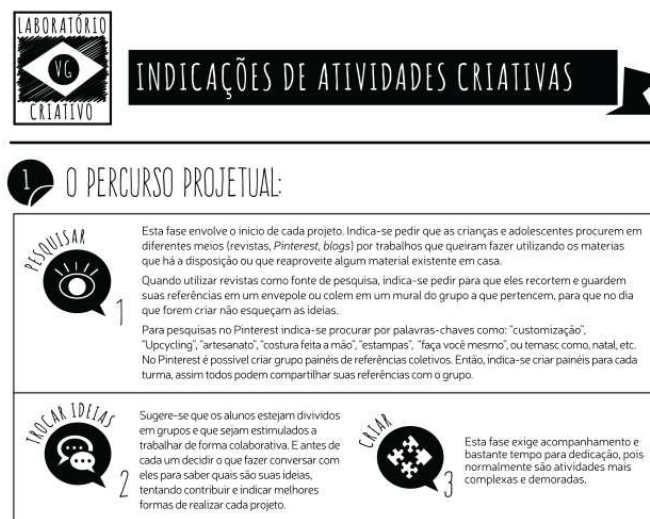 LABORATÓRIO
VG
CRIATIVO
INDICAÇÕES DE ATIVIDADES CRIATIVAS
1 O PERCURSO PROJETUAL:
PESQUISAR
1
Esta fase envolve o início de cada projeto. Indica-se pedir que as crianças e adolescentes procurem em
diferentes meios (revistas, Pinterest, blogs) por trabalhos que queiram fazer utilizando os materias
que há a disposição ou que reaproveite algum material existente em casa.
Quando utilizar revistas como fonte de pesquisa, indica-se pedir para que eles recortem e guardem
suas referências em um envepole ou colem em um mural do grupo a que pertencem, para que no dia
que forem criar não esqueçam as ideias.
Para pesquisas no Pinterest indica-se procurar por palavras-chaves como: "customização",
"Upcycling", "artesanato", "costura feita a mão", "estampas", "faça você mesmo", ou temasc como, natal, etc.
No Pinterest é possível criar grupo painéis de referências coletivos. Então, indica-se criar painéis para cada
turma, assim todos podem compartilhar suas referências com o grupo.
TROCAR IDEIAS
2
Sugere-se que os alunos estejam dividos
em grupos e que sejam estimulados a
trabalhar de forma colaborativa. E antes de
cada um decidir o que fazer conversar com
eles para saber quais são suas ideias,
tentando contribuir e indicar melhores
formas de realizar cada projeto.
CRIAR
3
Esta fase exige acompanhamento e
bastante tempo para dedicação, pois
normalmente são atividades mais
complexas e demoradas.